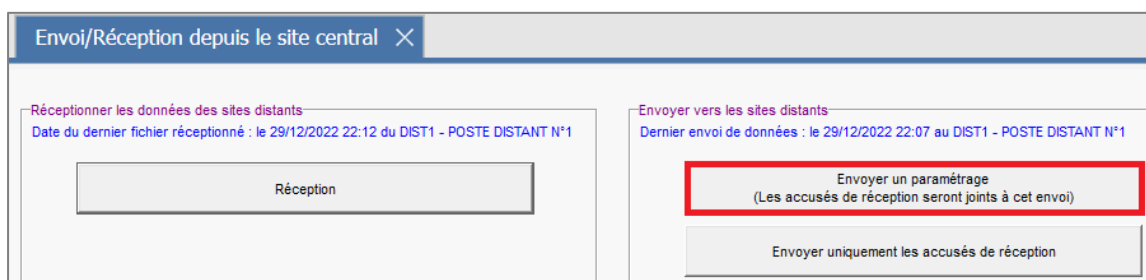 Envoi/Réception depuis le site central
Réceptionner les données des sites distants
Date du dernier fichier réceptionné : le 29/12/2022 22:12 du DIST1 - POSTE DISTANT N°1
Réception
Envoyer vers les sites distants
Dernier envoi de données : le 29/12/2022 22:07 au DIST1 - POSTE DISTANT N°1
Envoyer un paramétrage
(Les accusés de réception seront joints à cet envoi)
Envoyer uniquement les accusés de réception